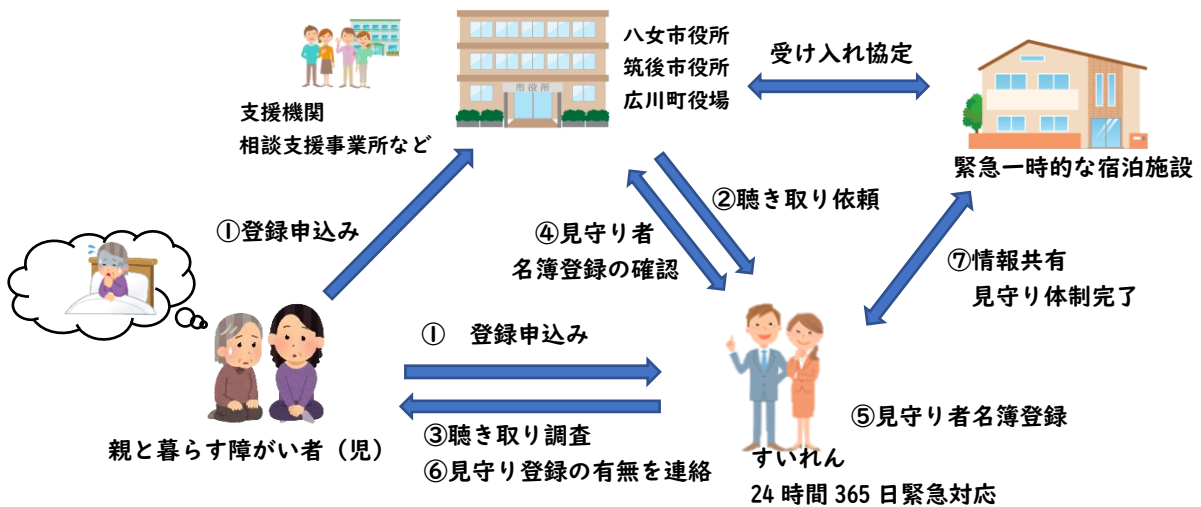 八女市役所
筑後市役所
広川町役場
受け入れ協定
市役所
支援機関
相談支援事業所など
緊急一時的な宿泊施設
①登録申込み
②聴き取り依頼
④見守り者
名簿登録の確認
⑦情報共有
見守り体制完了
① 登録申込み
③聴き取り調査
⑥見守り登録の有無を連絡
⑤見守り者名簿登録
親と暮らす障がい者（児）
すいれん
24時間365日緊急対応